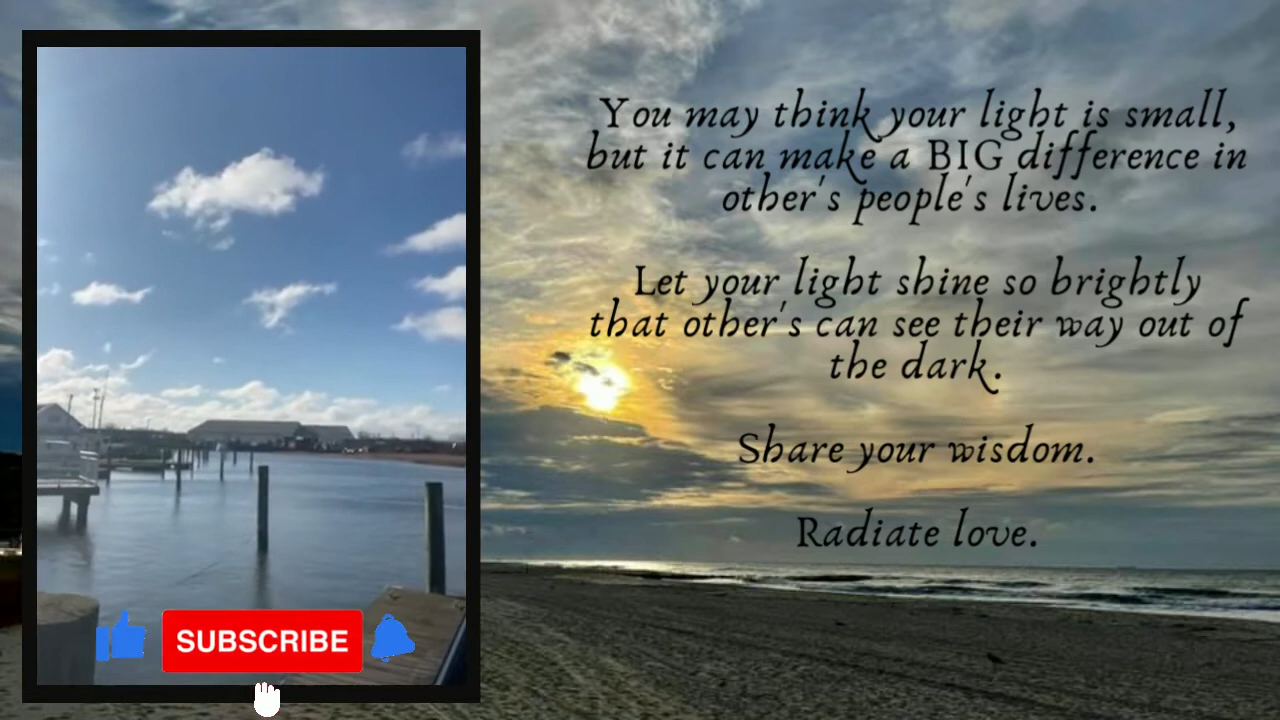 You may think your light is small,
but it can make a BIG difference in
other's people's lives.
Let your light shine so brightly
that other's can see their way out of
the dark.
Share your wisdom.
Radiate love.
SUBSCRIBE